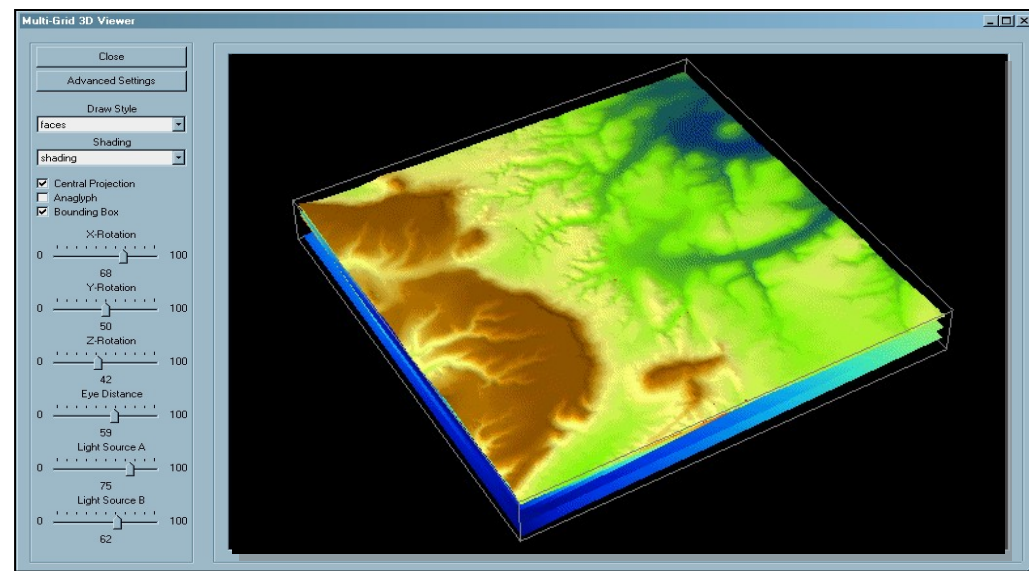 Multi-Grid 3D Viewer
Close
Advanced Settings
Draw Style
faces
Shading
shading
Central Projection
Anaglyph
Bounding Box
X-Rotation
0 100
68
Y-Rotation
0 100
50
Z-Rotation
0 100
42
Eye Distance
0 100
59
Light Source A
0 100
75
Light Source B
0 100
62